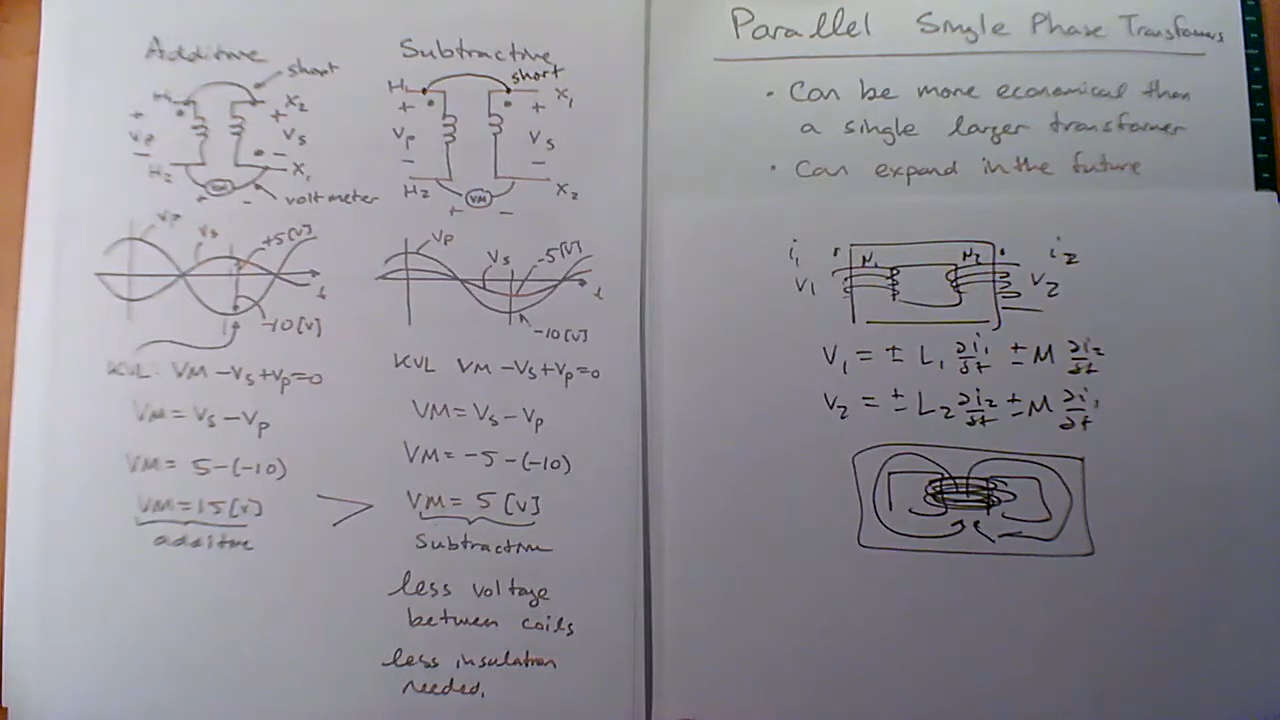 Additive
short
H1
X2
+
+
Vp
Vs
-
-
H2
X1
VM
+ -
voltmeter
Vp
Vs
+5[V]
t
-10[V]
KVL: VM -Vs+Vp=0
VM = Vs - Vp
VM = 5-(-10)
VM=15[V]
additive
>
Subtractive
short
H1
X1
+
+
Vp
Vs
-
-
H2
X2
VM
+ -
Vp
Vs
-5[V]
t
-10[V]
KVL VM -Vs+Vp=0
VM = Vs - Vp
VM = -5-(-10)
VM = 5 [V]
Subtractive
less voltage
between coils
less insulation
needed.
Parallel Single Phase Transformers
• Can be more economical than
a single larger transformer
• Can expand in the future
i1 N1 N2 i2
V1 V2
V1 = ± L1 ∂i1/∂t ± M ∂i2/∂t
V2 = ± L2 ∂i2/∂t ± M ∂i1/∂t